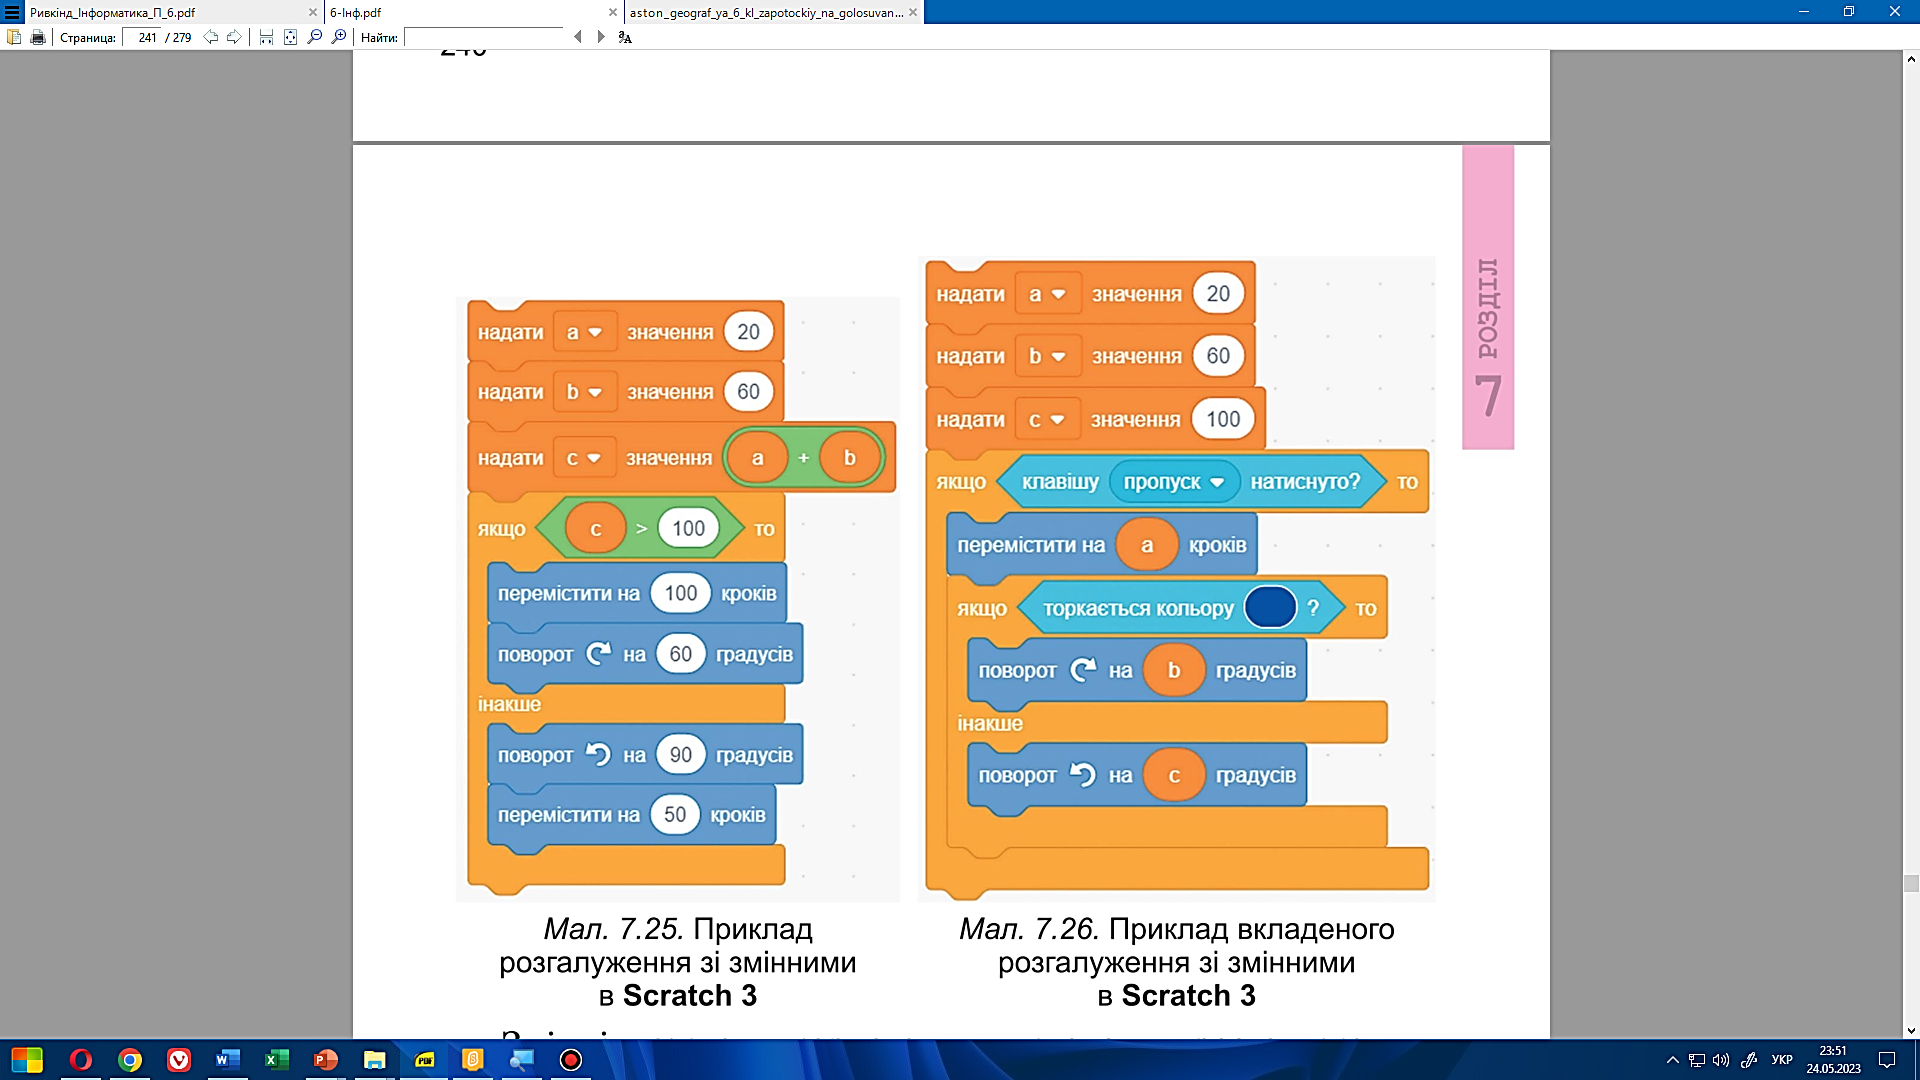 Ривкінд_Інформатика_П_6.pdf
6-Інф.pdf
aston_geograf_ya_6_kl_zapotockiy_na_golosuvan...
Страница: 241 / 279
Найти:
РОЗДІЛ 7
надати a значення 20
надати b значення 60
надати c значення a + b
якщо c > 100 то
перемістити на 100 кроків
поворот на 60 градусів
інакше
поворот на 90 градусів
перемістити на 50 кроків
Мал. 7.25. Приклад
розгалуження зі змінними
в Scratch 3
надати a значення 20
надати b значення 60
надати c значення 100
якщо клавішу пропуск натиснуто? то
перемістити на a кроків
якщо торкається кольору ? то
поворот на b градусів
інакше
поворот на c градусів
Мал. 7.26. Приклад вкладеного
розгалуження зі змінними
в Scratch 3
УКР
23:51
24.05.2023